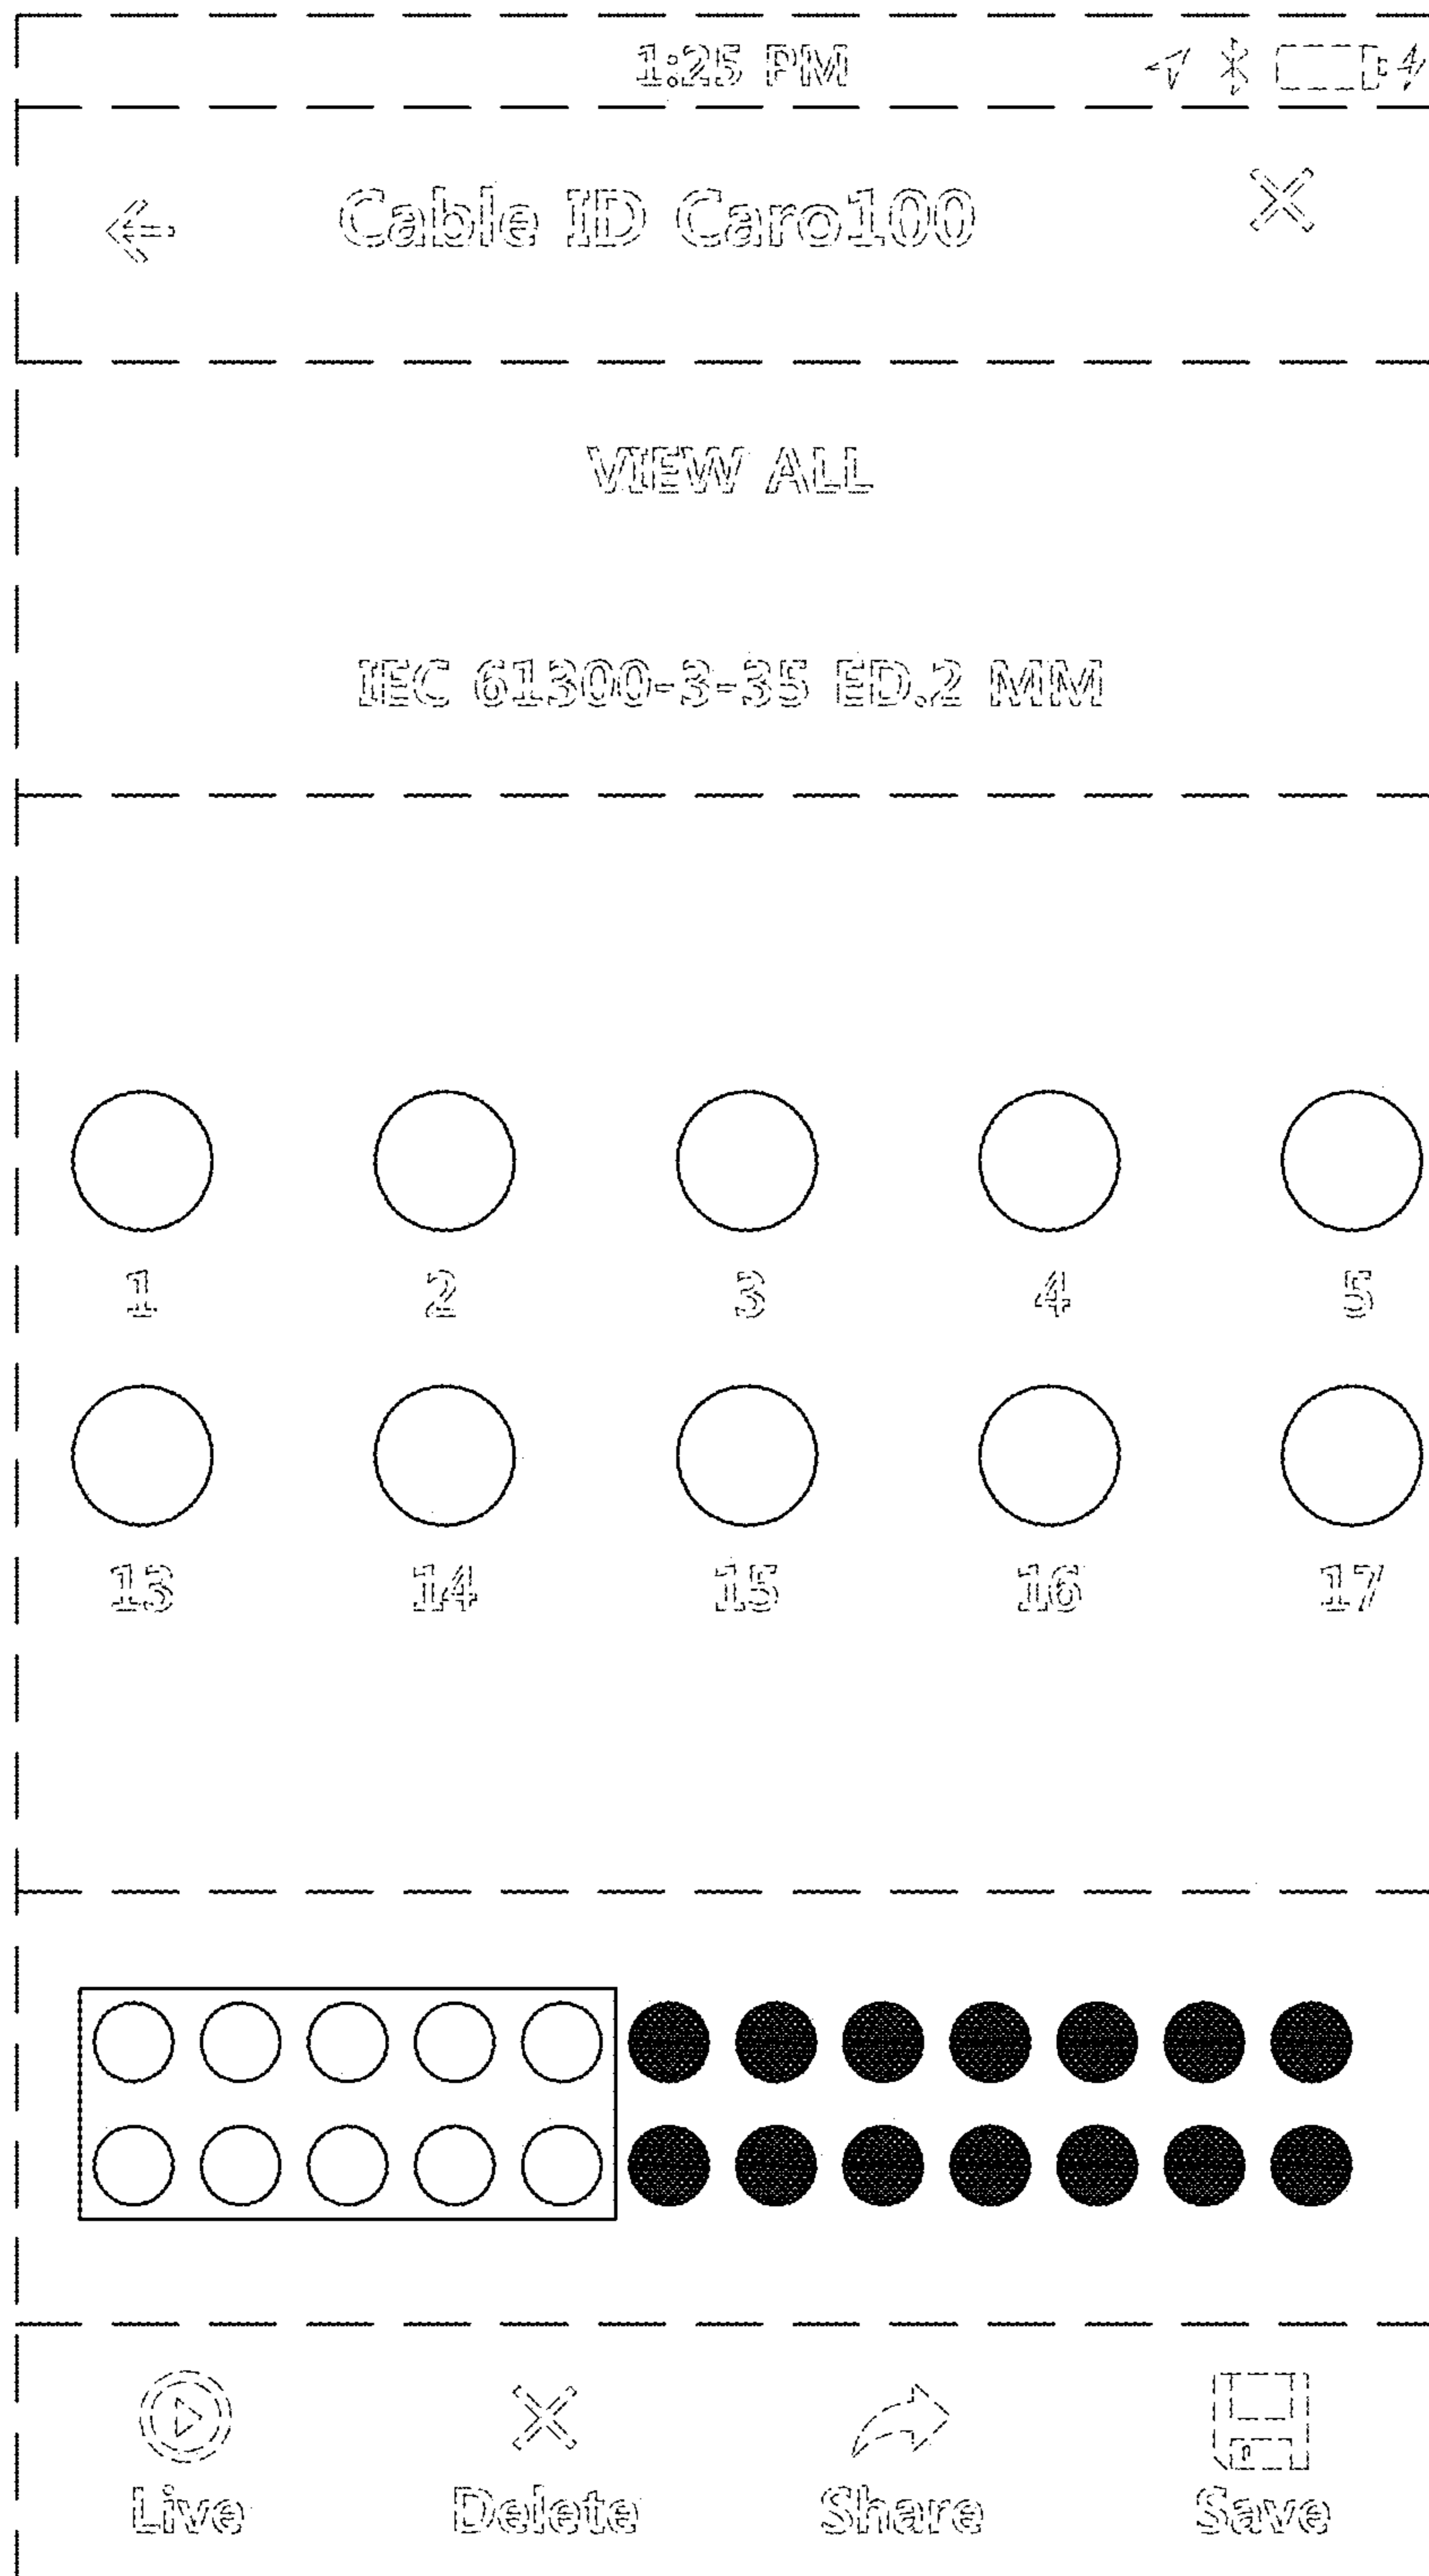 1:25 PM
Cable ID Caro100
VIEW ALL
IEC 61300-3-35 ED.2 MM
1 2 3 4 5
13 14 15 16 17
Live Delete Share Save